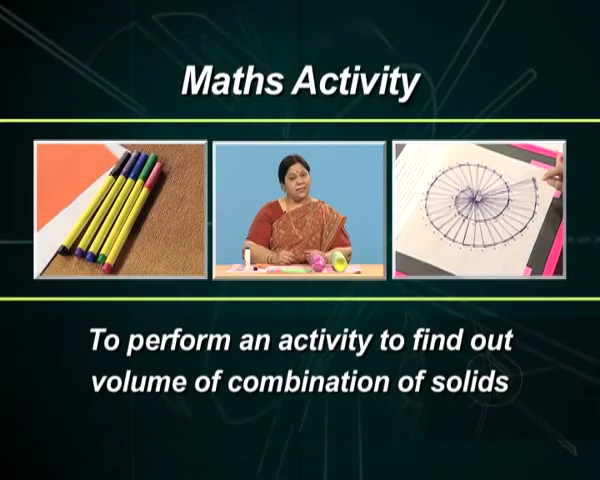 Maths Activity
To perform an activity to find out
volume of combination of solids